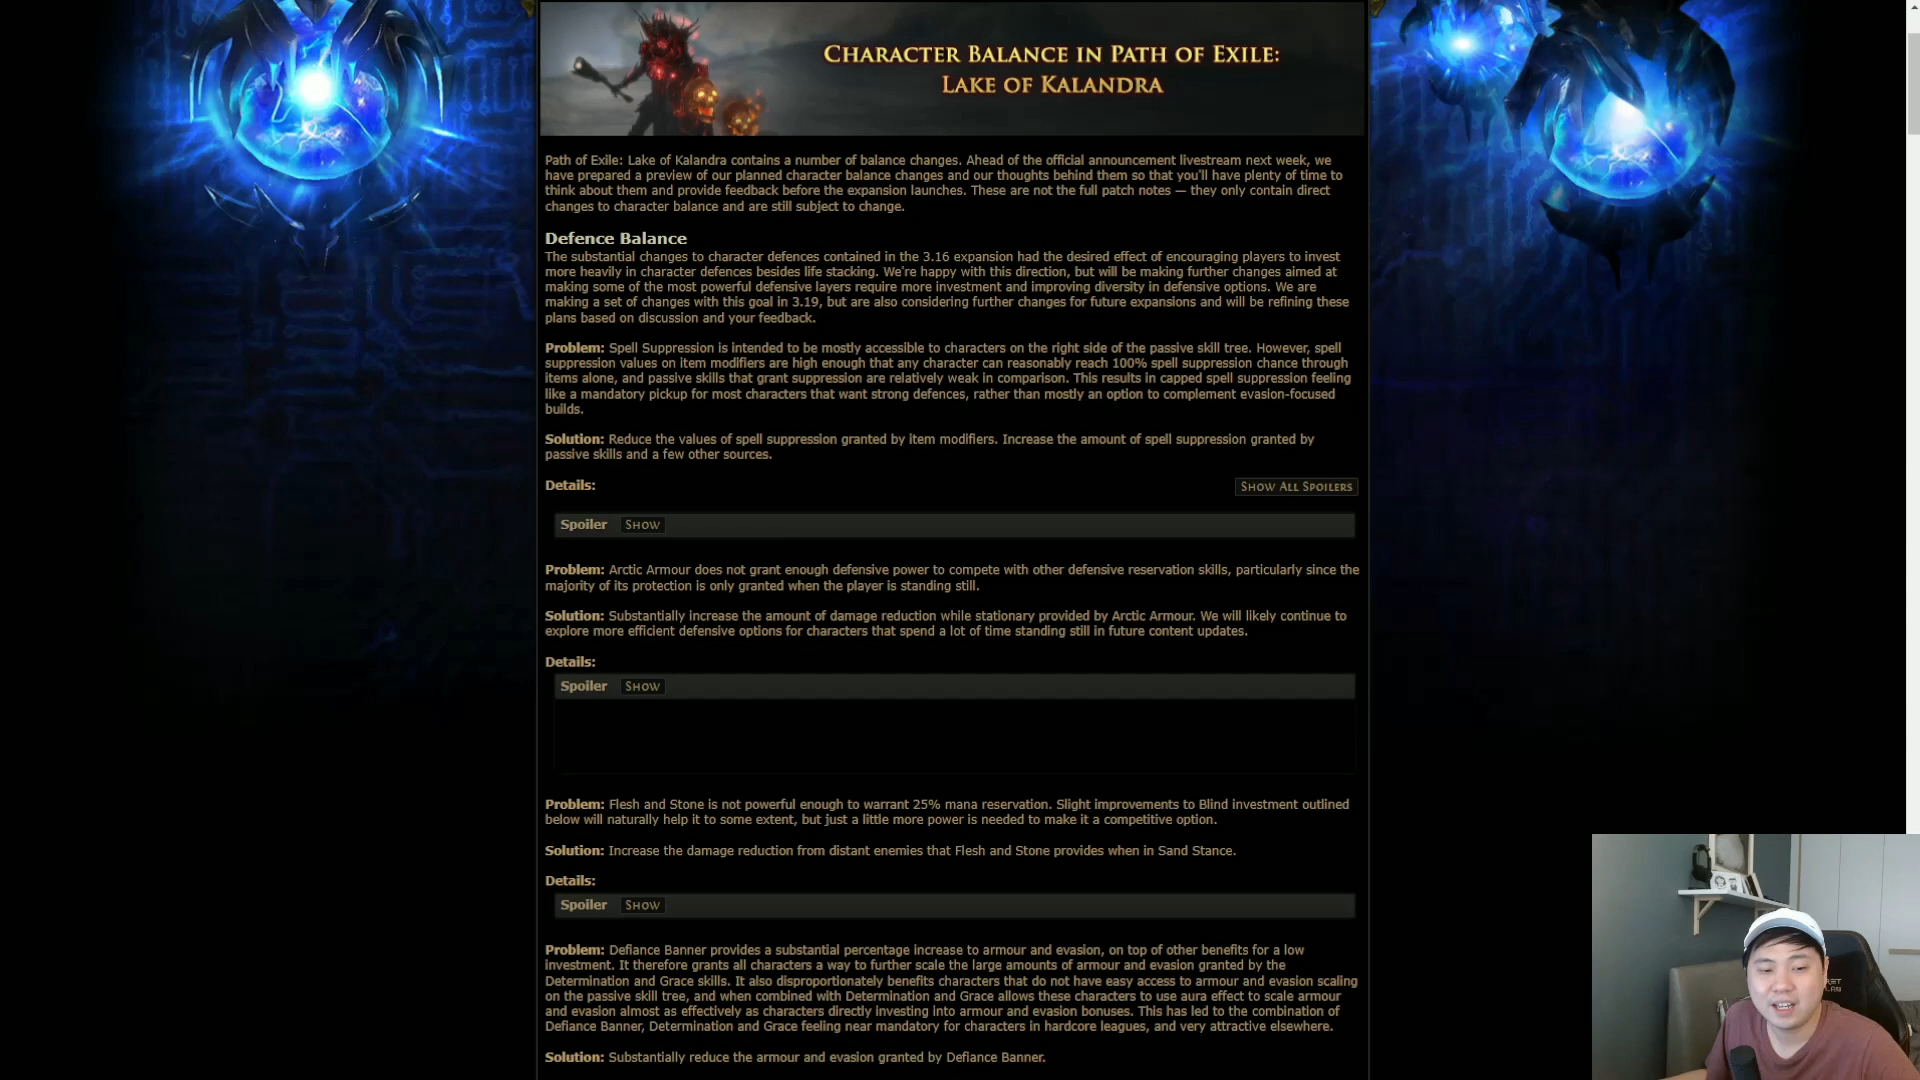 Character Balance in Path of Exile:
Lake of Kalandra
Path of Exile: Lake of Kalandra contains a number of balance changes. Ahead of the official announcement livestream next week, we
have prepared a preview of our planned character balance changes and our thoughts behind them so that you'll have plenty of time to
think about them and provide feedback before the expansion launches. These are not the full patch notes — they only contain direct
changes to character balance and are still subject to change.
Defence Balance
The substantial changes to character defences contained in the 3.16 expansion had the desired effect of encouraging players to invest
more heavily in character defences besides life stacking. We're happy with this direction, but will be making further changes aimed at
making some of the most powerful defensive layers require more investment and improving diversity in defensive options. We are
making a set of changes with this goal in 3.19, but are also considering further changes for future expansions and will be refining these
plans based on discussion and your feedback.
Problem: Spell Suppression is intended to be mostly accessible to characters on the right side of the passive skill tree. However, spell
suppression values on item modifiers are high enough that any character can reasonably reach 100% spell suppression chance through
items alone, and passive skills that grant suppression are relatively weak in comparison. This results in capped spell suppression feeling
like a mandatory pickup for most characters that want strong defences, rather than mostly an option to complement evasion-focused
builds.
Solution: Reduce the values of spell suppression granted by item modifiers. Increase the amount of spell suppression granted by
passive skills and a few other sources.
Details:
Show All Spoilers
Spoiler Show
Problem: Arctic Armour does not grant enough defensive power to compete with other defensive reservation skills, particularly since the
majority of its protection is only granted when the player is standing still.
Solution: Substantially increase the amount of damage reduction while stationary provided by Arctic Armour. We will likely continue to
explore more efficient defensive options for characters that spend a lot of time standing still in future content updates.
Details:
Spoiler Show
Problem: Flesh and Stone is not powerful enough to warrant 25% mana reservation. Slight improvements to Blind investment outlined
below will naturally help it to some extent, but just a little more power is needed to make it a competitive option.
Solution: Increase the damage reduction from distant enemies that Flesh and Stone provides when in Sand Stance.
Details:
Spoiler Show
Problem: Defiance Banner provides a substantial percentage increase to armour and evasion, on top of other benefits for a low
investment. It therefore grants all characters a way to further scale the large amounts of armour and evasion granted by the
Determination and Grace skills. It also disproportionately benefits characters that do not have easy access to armour and evasion scaling
on the passive skill tree, and when combined with Determination and Grace allows these characters to use aura effect to scale armour
and evasion almost as effectively as characters directly investing into armour and evasion bonuses. This has led to the combination of
Defiance Banner, Determination and Grace feeling near mandatory for characters in hardcore leagues, and very attractive elsewhere.
Solution: Substantially reduce the armour and evasion granted by Defiance Banner.